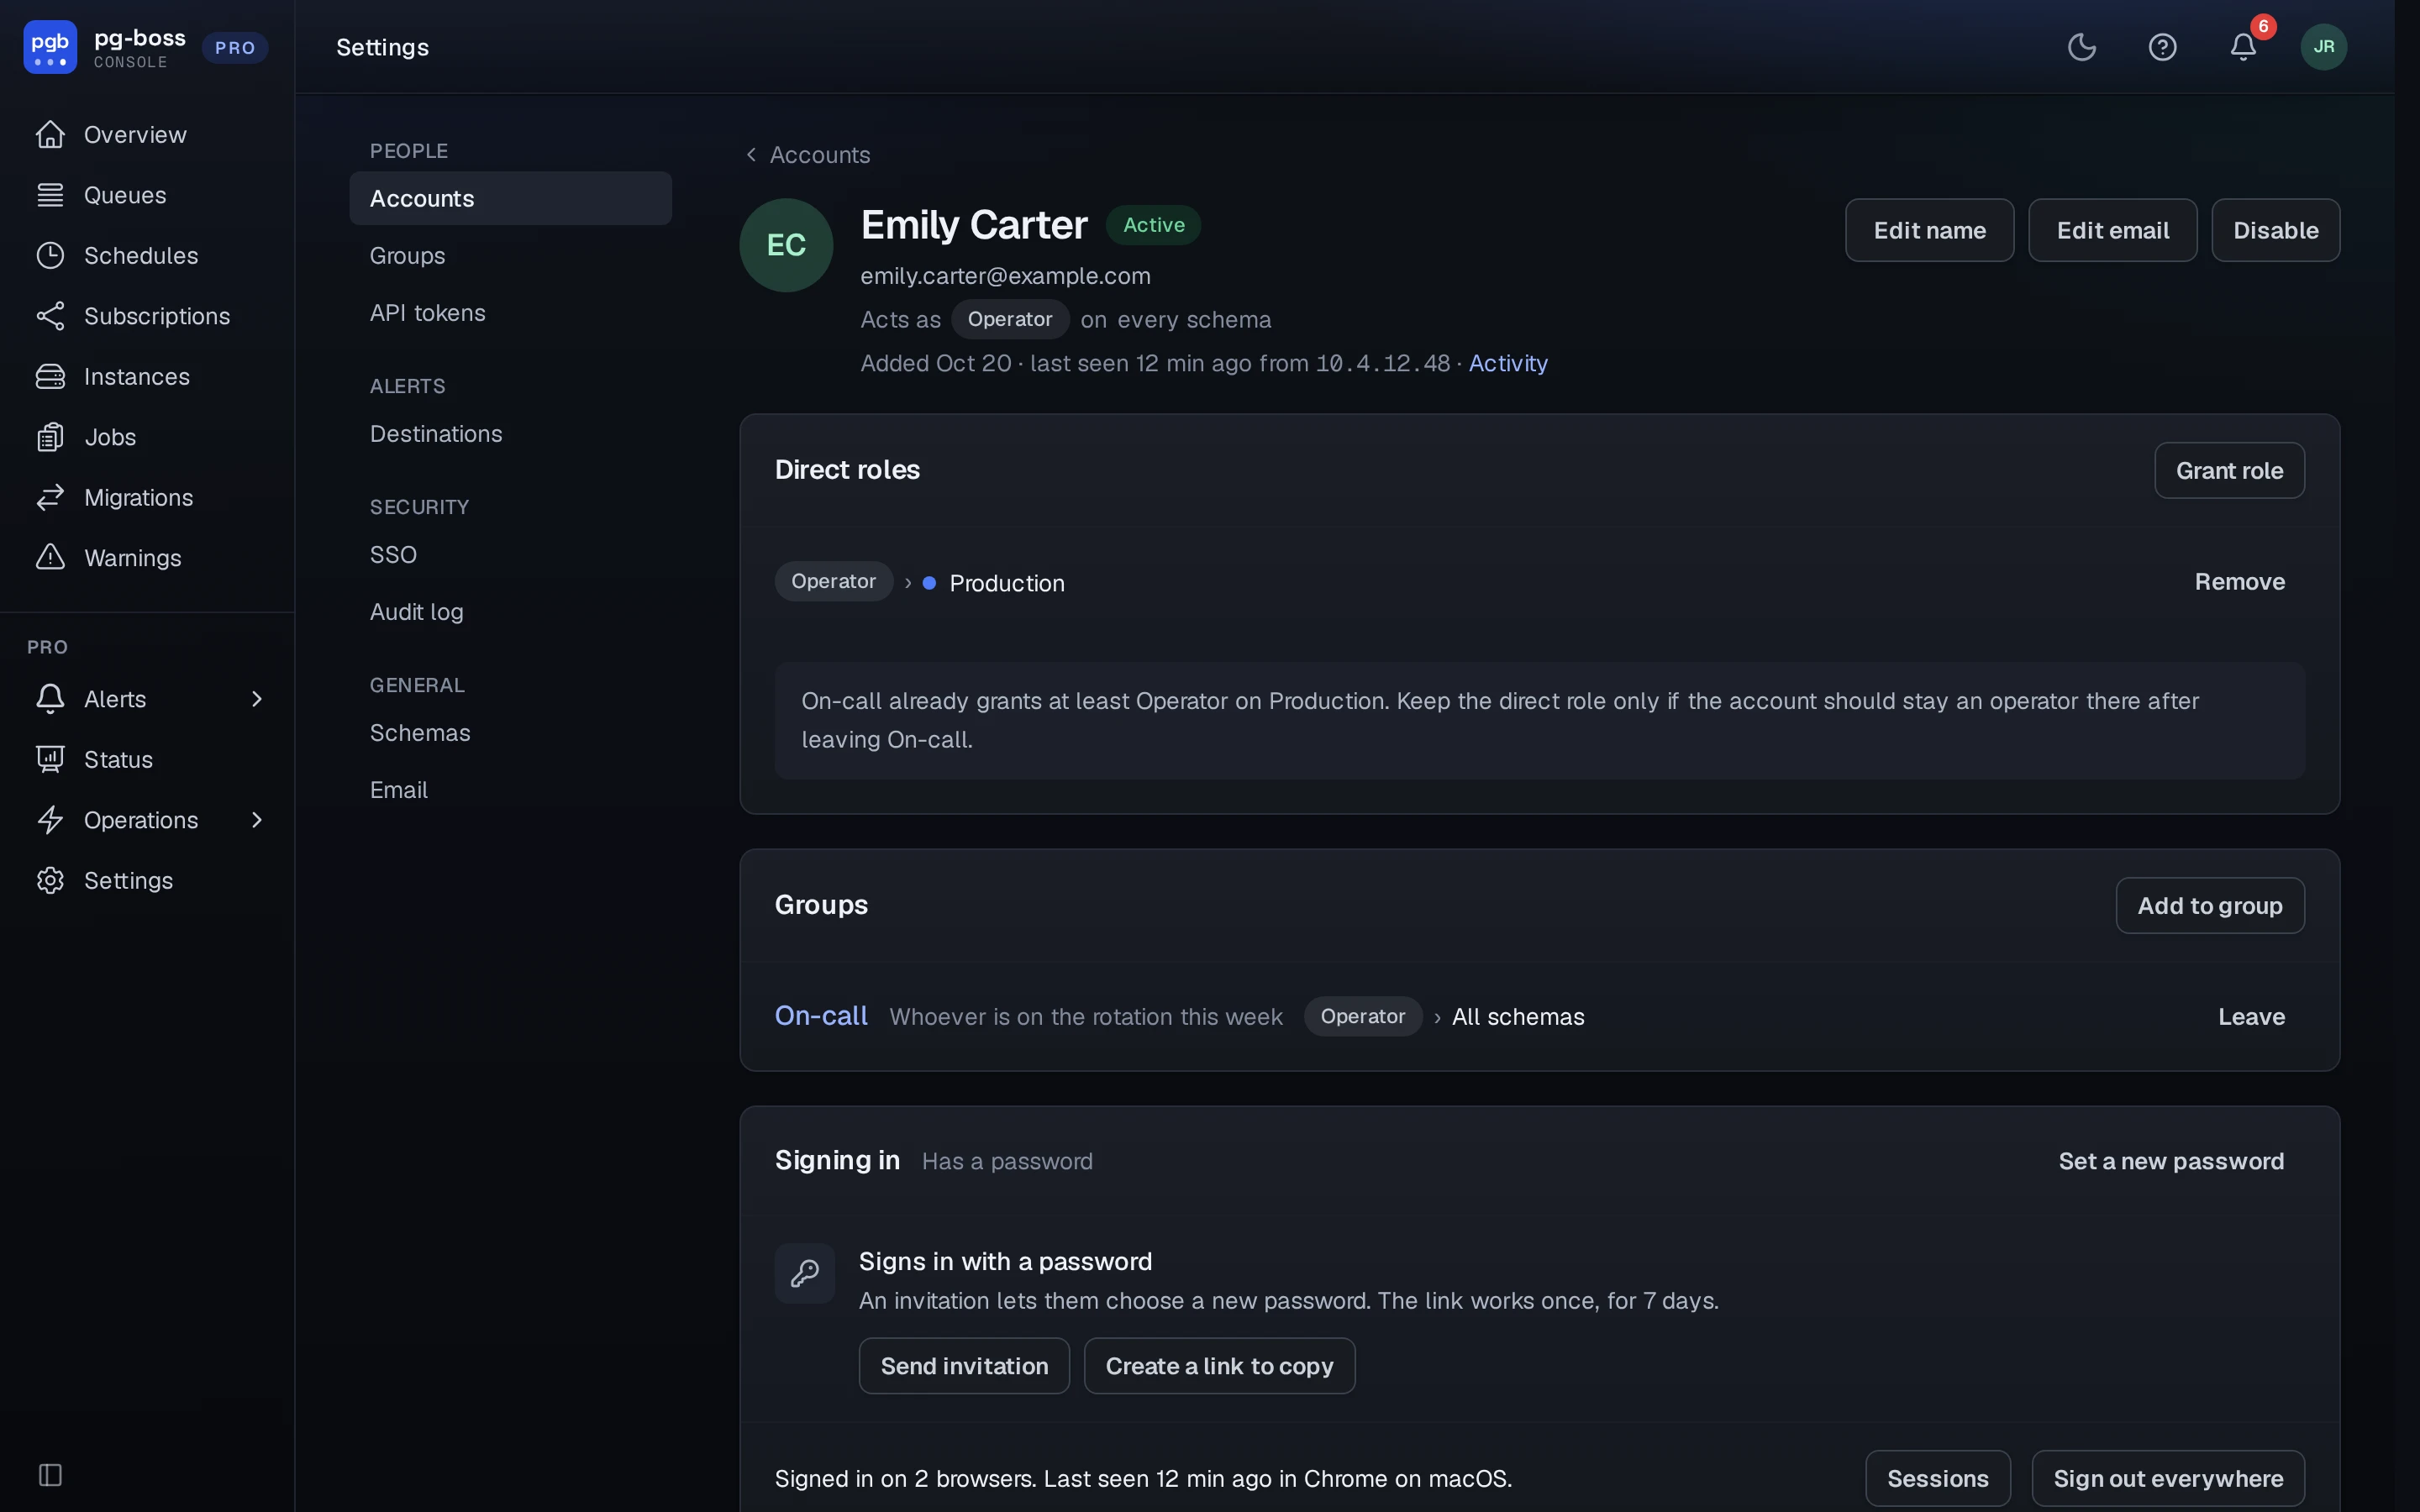 pgb
pg-boss
CONSOLE
PRO
Settings
6
JR
Overview
Queues
Schedules
Subscriptions
Instances
Jobs
Migrations
Warnings
PRO
Alerts
Status
Operations
Settings
PEOPLE
Accounts
Groups
API tokens
ALERTS
Destinations
SECURITY
SSO
Audit log
GENERAL
Schemas
Email
Accounts
EC
Emily Carter Active
Edit name Edit email Disable
emily.carter@example.com
Acts as Operator on every schema
Added Oct 20 · last seen 12 min ago from 10.4.12.48 · Activity
Direct roles Grant role
Operator › Production Remove
On-call already grants at least Operator on Production. Keep the direct role only if the account should stay an operator there after
leaving On-call.
Groups Add to group
On-call Whoever is on the rotation this week Operator › All schemas Leave
Signing in Has a password Set a new password
Signs in with a password
An invitation lets them choose a new password. The link works once, for 7 days.
Send invitation Create a link to copy
Signed in on 2 browsers. Last seen 12 min ago in Chrome on macOS. Sessions Sign out everywhere